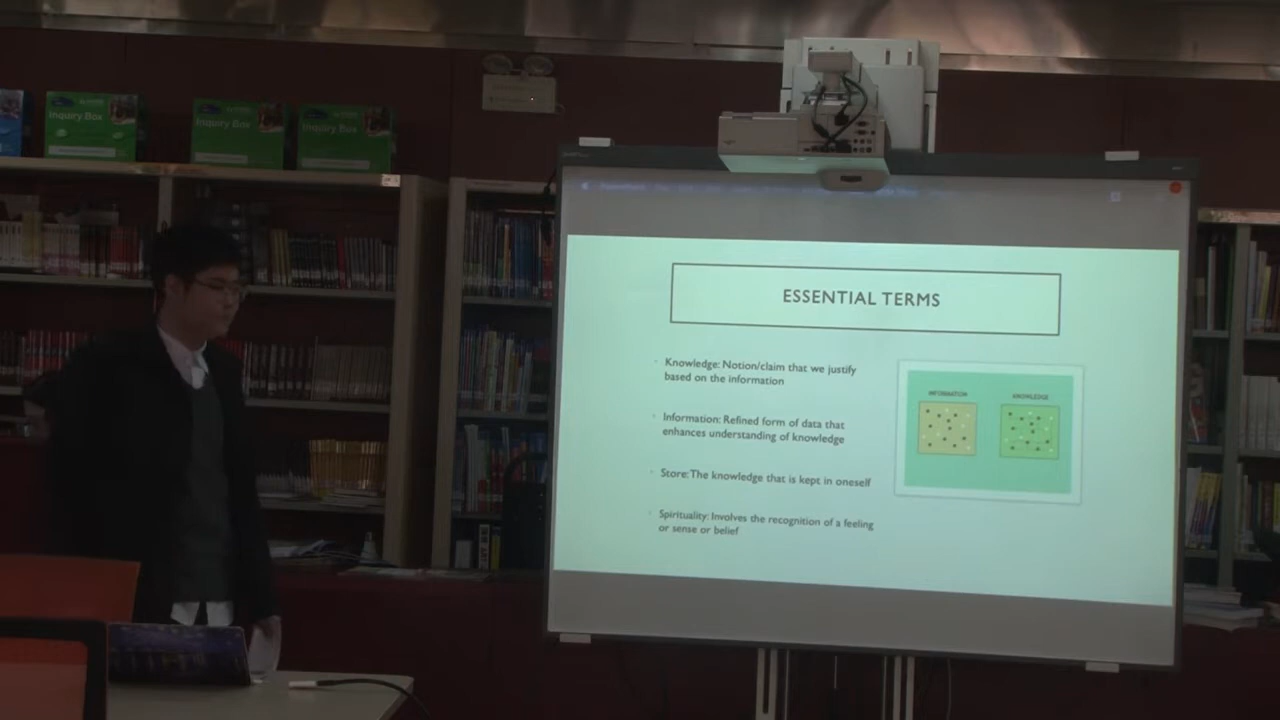 Inquiry Box
Inquiry Box
Inquiry Box
ESSENTIAL TERMS
Knowledge: Notion/claim that we justify
based on the information
Information: Refined form of data that
enhances understanding of knowledge
Store: The knowledge that is kept in oneself
Spirituality: Involves the recognition of a feeling
or sense or belief
INFORMATION
KNOWLEDGE